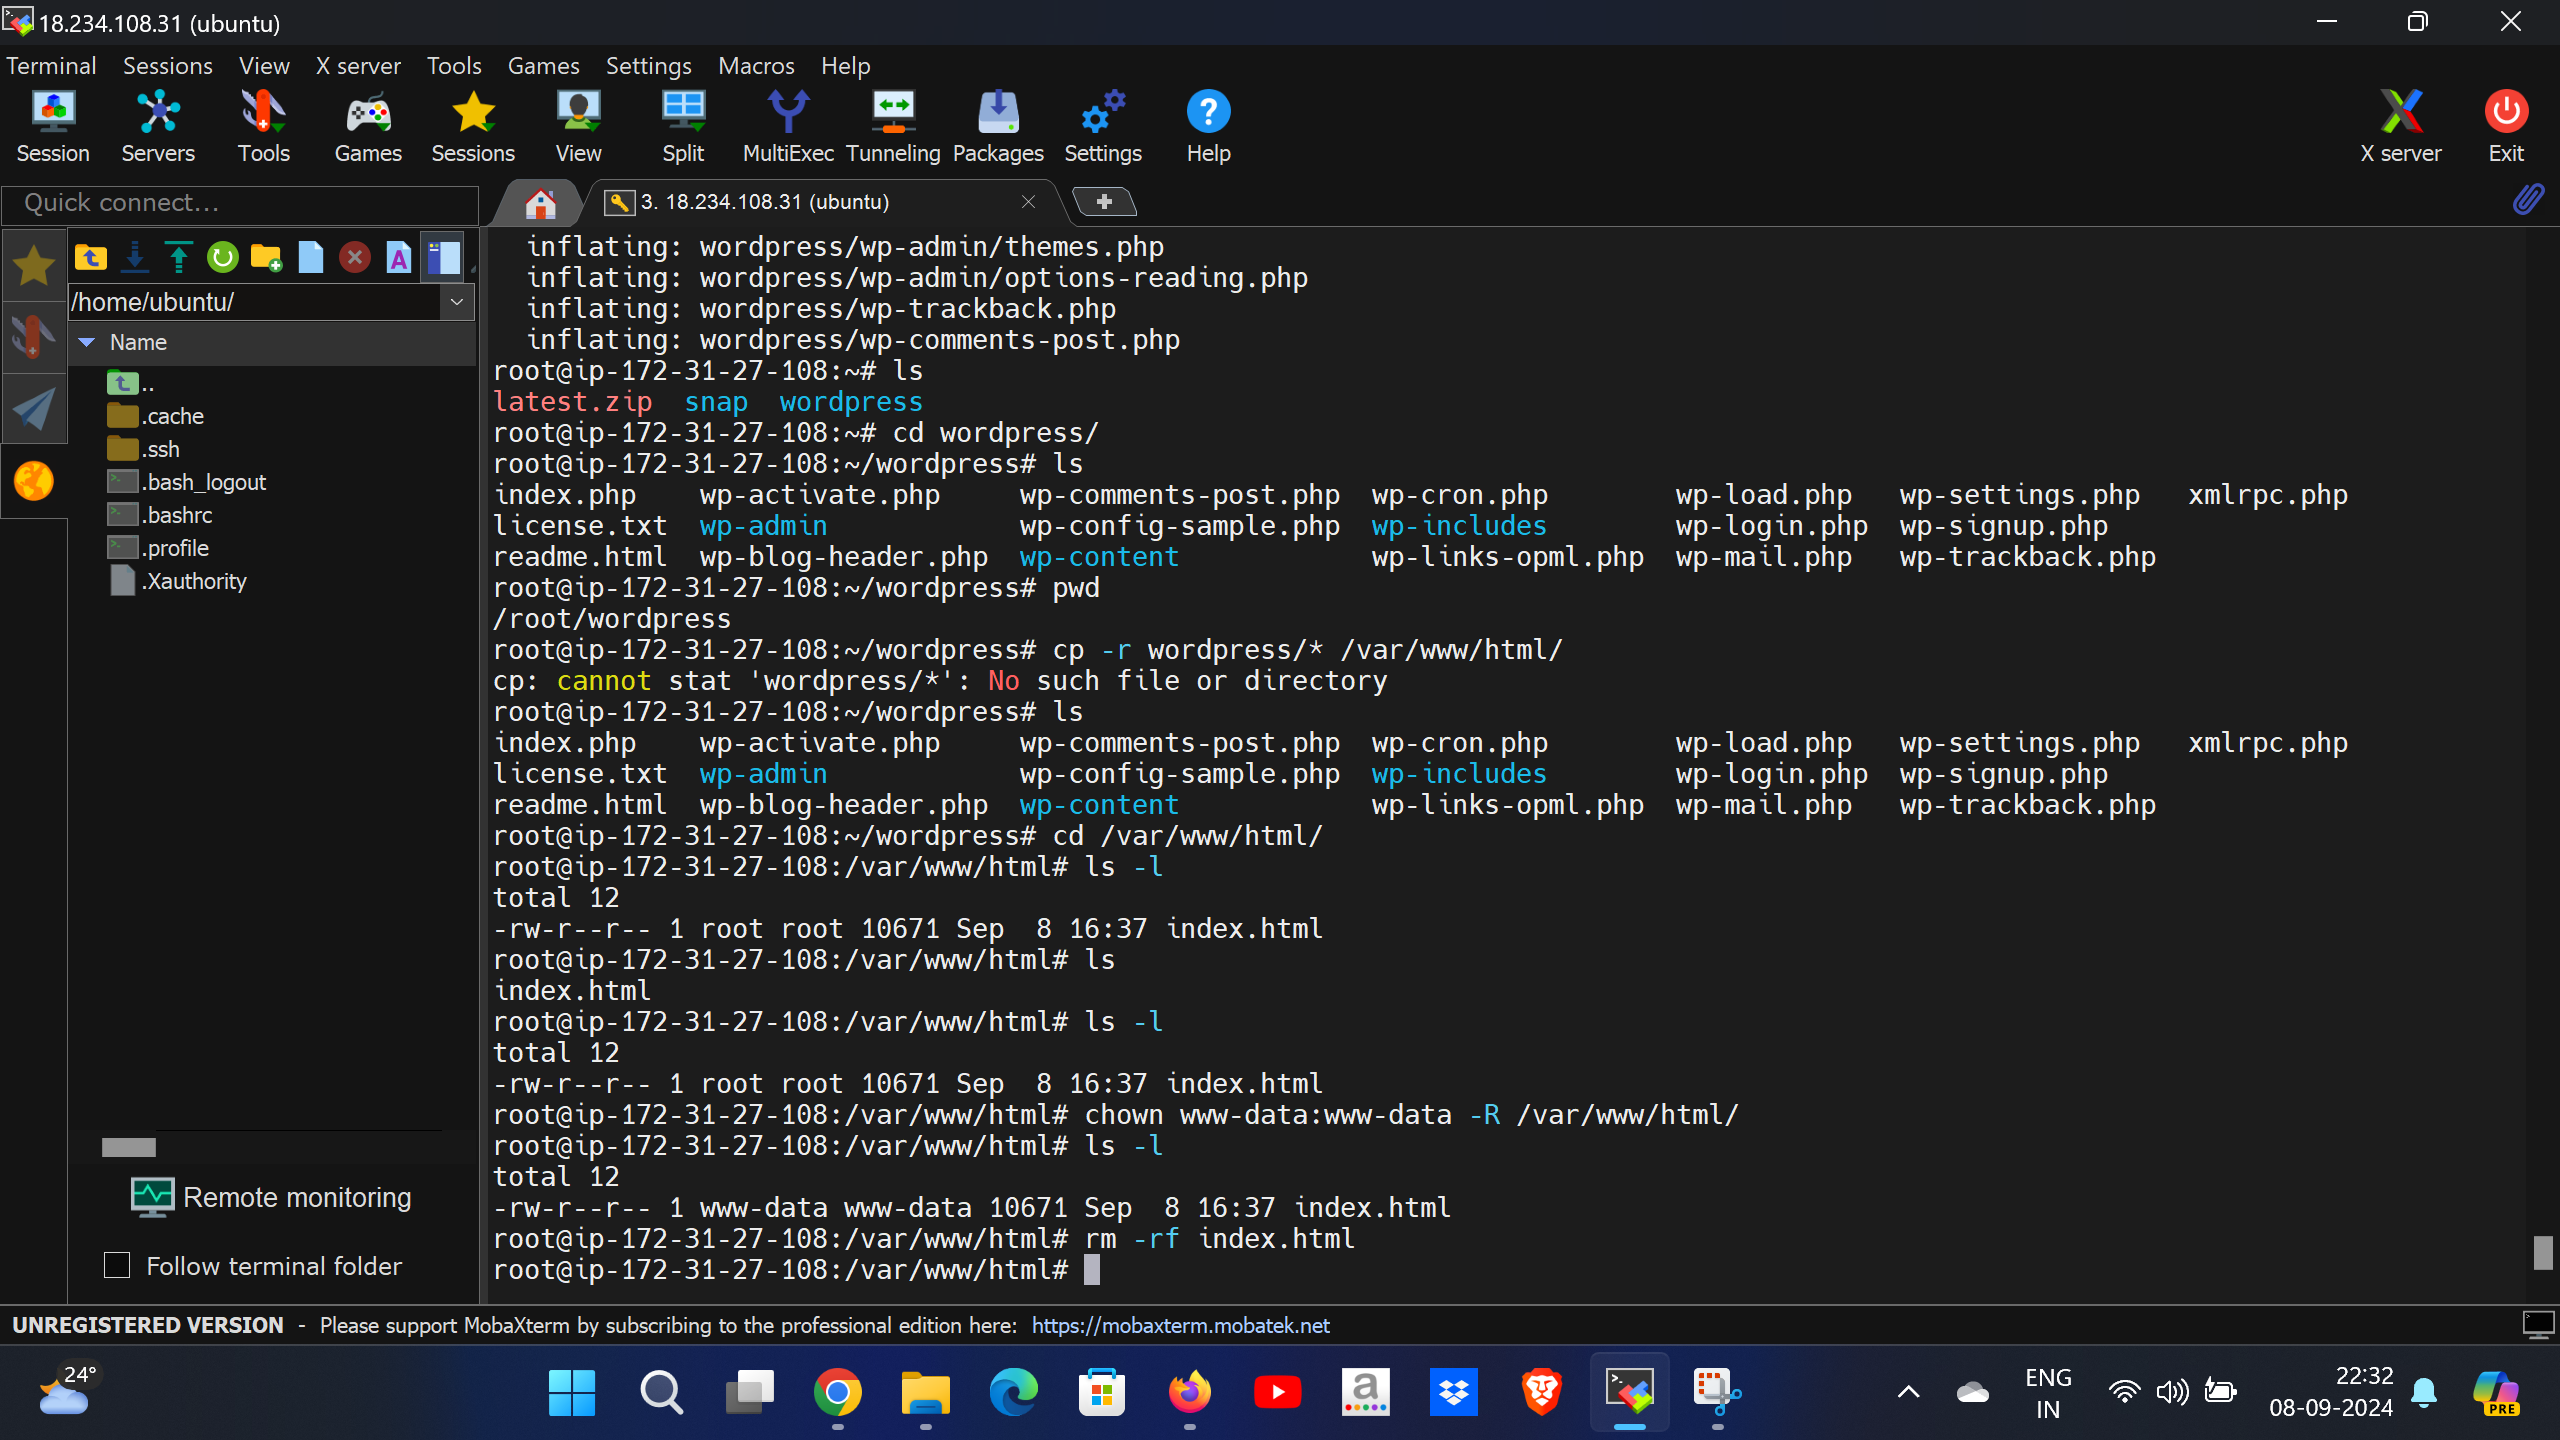 18.234.108.31 (ubuntu)
Terminal Sessions View X server Tools Games Settings Macros Help
Session Servers Tools Games Sessions View Split MultiExec Tunneling Packages Settings Help X server Exit
Quick connect...
3. 18.234.108.31 (ubuntu)
/home/ubuntu/
Name
..
.cache
.ssh
.bash_logout
.bashrc
.profile
.Xauthority
Remote monitoring
Follow terminal folder
inflating: wordpress/wp-admin/themes.php
inflating: wordpress/wp-admin/options-reading.php
inflating: wordpress/wp-trackback.php
inflating: wordpress/wp-comments-post.php
root@ip-172-31-27-108:~# ls
latest.zip snap wordpress
root@ip-172-31-27-108:~# cd wordpress/
root@ip-172-31-27-108:~/wordpress# ls
index.php wp-activate.php wp-comments-post.php wp-cron.php wp-load.php wp-settings.php xmlrpc.php
license.txt wp-admin wp-config-sample.php wp-includes wp-login.php wp-signup.php
readme.html wp-blog-header.php wp-content wp-links-opml.php wp-mail.php wp-trackback.php
root@ip-172-31-27-108:~/wordpress# pwd
/root/wordpress
root@ip-172-31-27-108:~/wordpress# cp -r wordpress/* /var/www/html/
cp: cannot stat 'wordpress/*': No such file or directory
root@ip-172-31-27-108:~/wordpress# ls
index.php wp-activate.php wp-comments-post.php wp-cron.php wp-load.php wp-settings.php xmlrpc.php
license.txt wp-admin wp-config-sample.php wp-includes wp-login.php wp-signup.php
readme.html wp-blog-header.php wp-content wp-links-opml.php wp-mail.php wp-trackback.php
root@ip-172-31-27-108:~/wordpress# cd /var/www/html/
root@ip-172-31-27-108:/var/www/html# ls -l
total 12
-rw-r--r-- 1 root root 10671 Sep  8 16:37 index.html
root@ip-172-31-27-108:/var/www/html# ls
index.html
root@ip-172-31-27-108:/var/www/html# ls -l
total 12
-rw-r--r-- 1 root root 10671 Sep  8 16:37 index.html
root@ip-172-31-27-108:/var/www/html# chown www-data:www-data -R /var/www/html/
root@ip-172-31-27-108:/var/www/html# ls -l
total 12
-rw-r--r-- 1 www-data www-data 10671 Sep  8 16:37 index.html
root@ip-172-31-27-108:/var/www/html# rm -rf index.html
root@ip-172-31-27-108:/var/www/html#
UNREGISTERED VERSION - Please support MobaXterm by subscribing to the professional edition here: https://mobaxterm.mobatek.net
24°
a
ENG
IN
22:32
08-09-2024
PRE